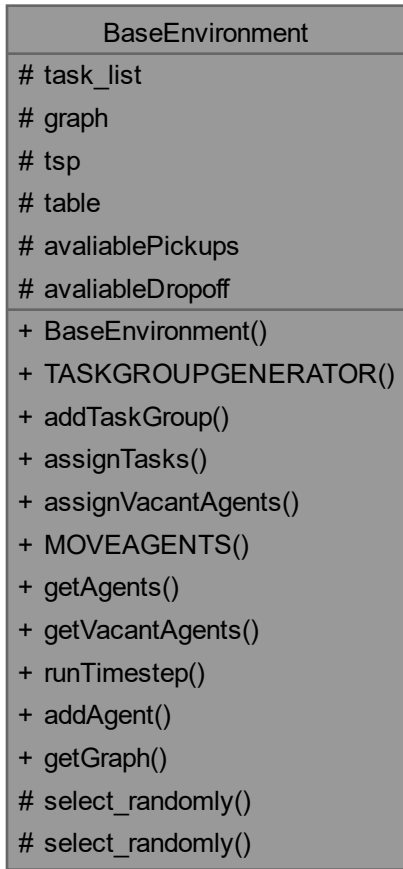 BaseEnvironment
# task_list
# graph
# tsp
# table
# avaliablePickups
# avaliableDropoff
+ BaseEnvironment()
+ TASKGROUPGENERATOR()
+ addTaskGroup()
+ assignTasks()
+ assignVacantAgents()
+ MOVEAGENTS()
+ getAgents()
+ getVacantAgents()
+ runTimestep()
+ addAgent()
+ getGraph()
# select_randomly()
# select_randomly()